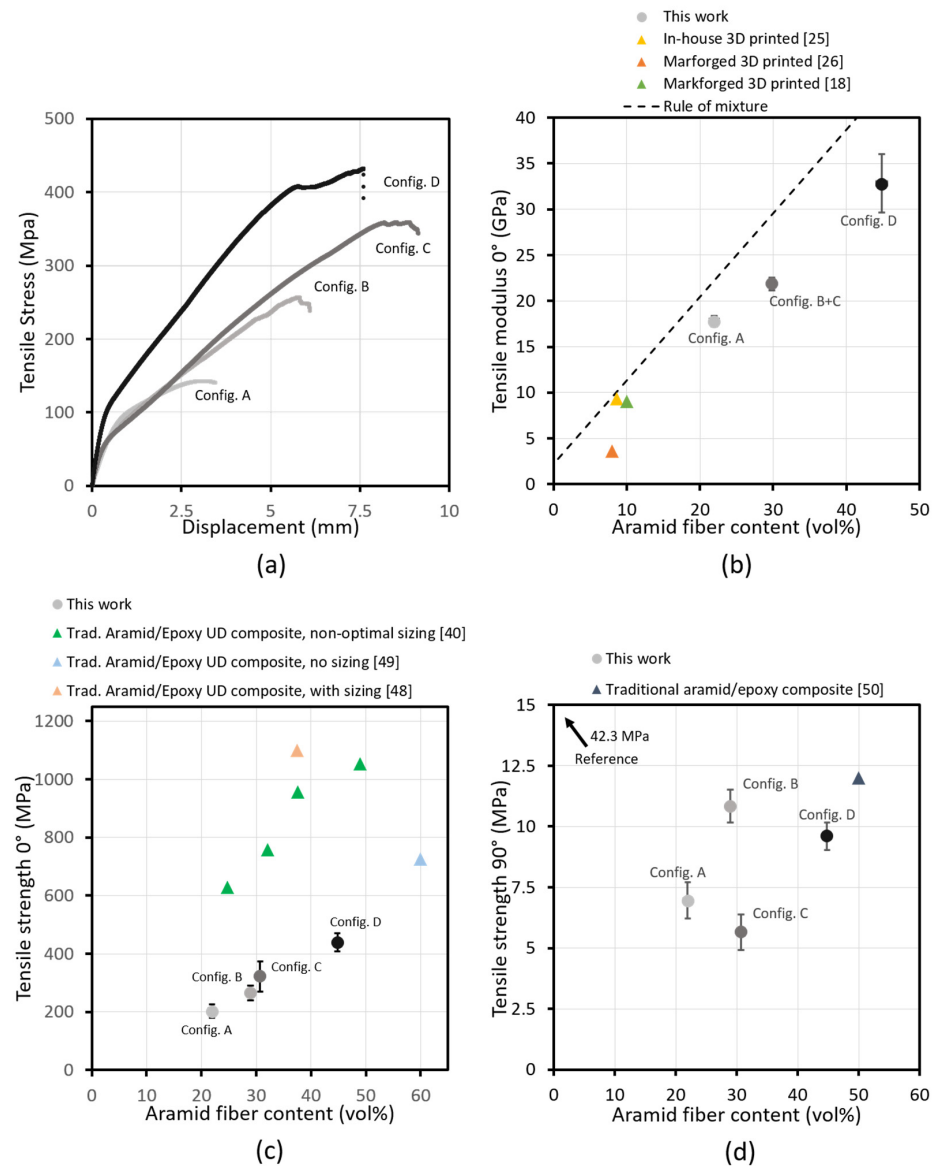 This work
In-house 3D printed [25]
Marforged 3D printed [26]
Markforged 3D printed [18]
Rule of mixture
500
400
300
200
100
0
Tensile Stress (Mpa)
Config. D
Config. C
Config. B
Config. A
0
2.5
5
7.5
10
Displacement (mm)
(a)
40
35
30
25
20
15
10
5
0
Tensile modulus 0° (GPa)
Config. D
Config. B+C
Config. A
0
10
20
30
40
50
Aramid fiber content (vol%)
(b)
This work
Trad. Aramid/Epoxy UD composite, non-optimal sizing [40]
Trad. Aramid/Epoxy UD composite, no sizing [49]
Trad. Aramid/Epoxy UD composite, with sizing [48]
1200
1000
800
600
400
200
0
Tensile strength 0° (MPa)
Config. D
Config. B
Config. C
Config. A
0
10
20
30
40
50
60
Aramid fiber content (vol%)
(c)
This work
Traditional aramid/epoxy composite [50]
15
12.5
10
7.5
5
2.5
0
Tensile strength 90° (MPa)
42.3 MPa
Reference
Config. B
Config. D
Config. A
Config. C
0
10
20
30
40
50
60
Aramid fiber content (vol%)
(d)